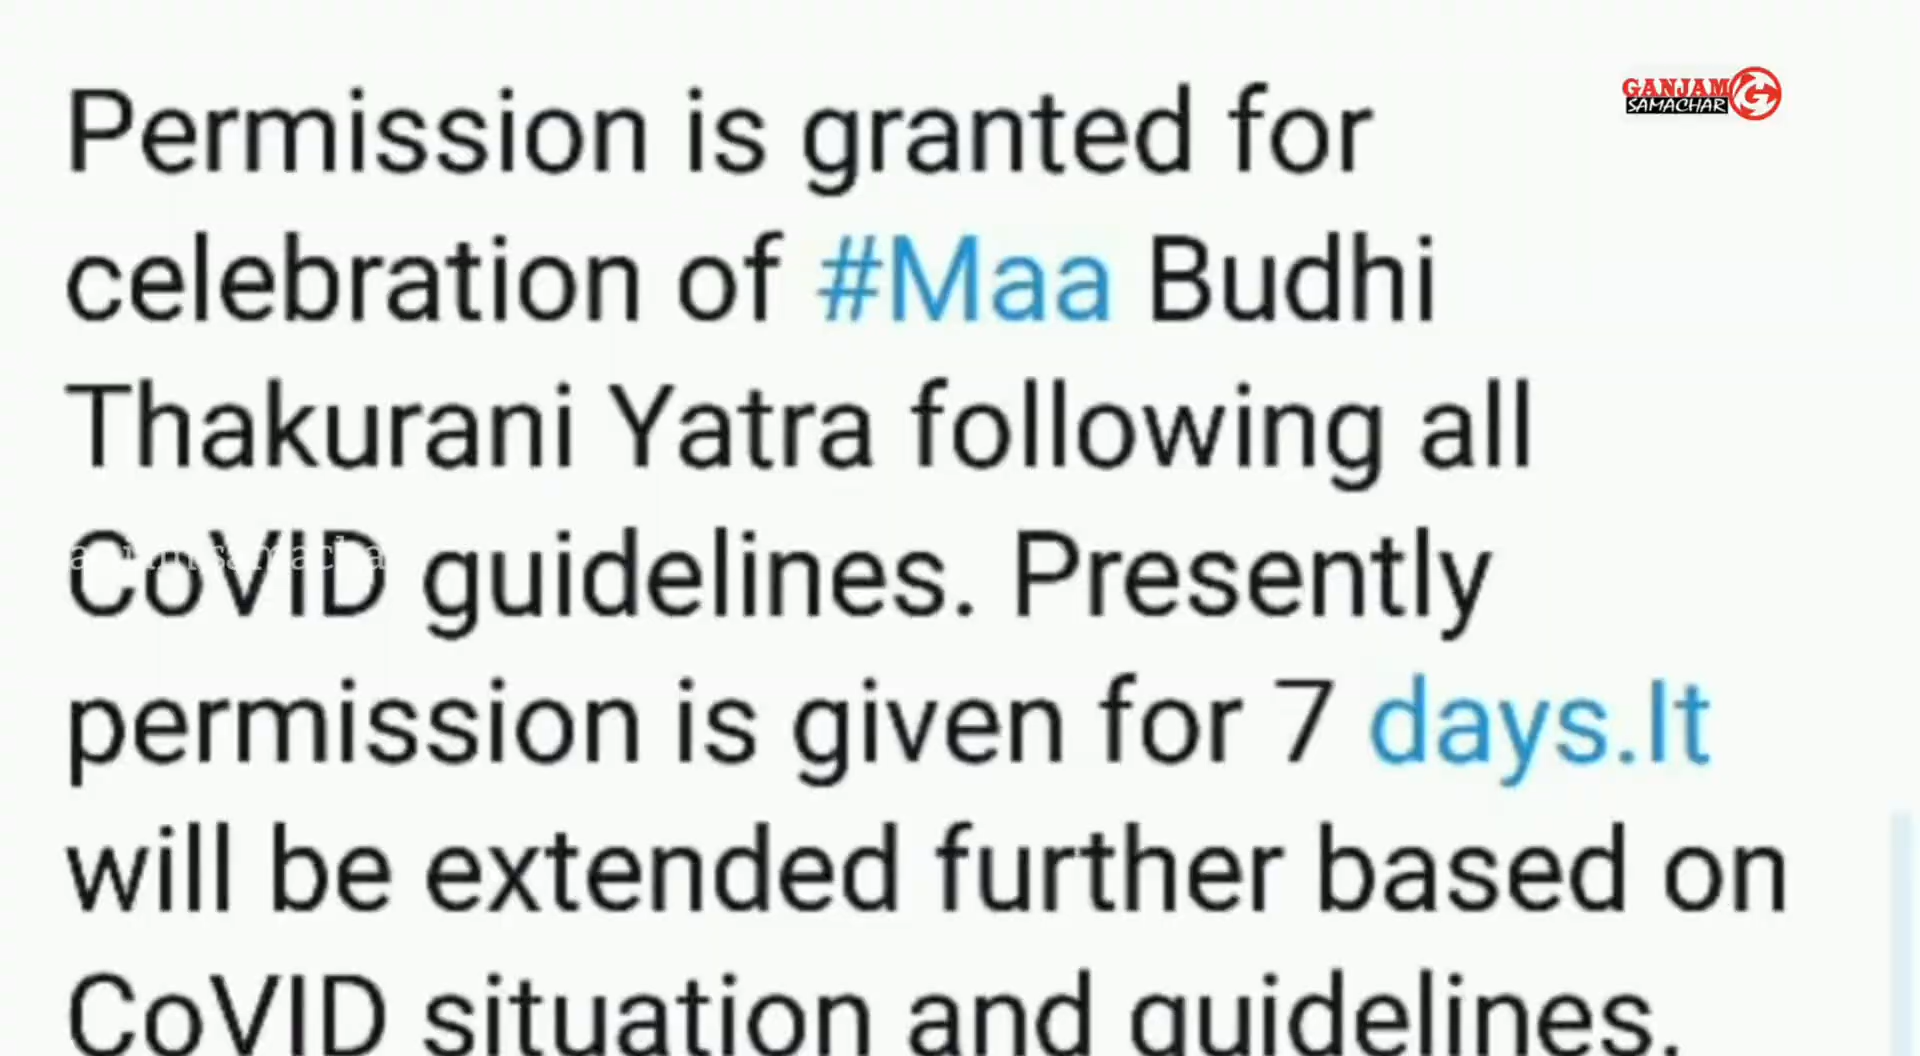 GANJAM
SAMACHAR
Permission is granted for
celebration of #Maa Budhi
Thakurani Yatra following all
CoVID guidelines. Presently
permission is given for 7 days.It
will be extended further based on
CoVID situation and guidelines.